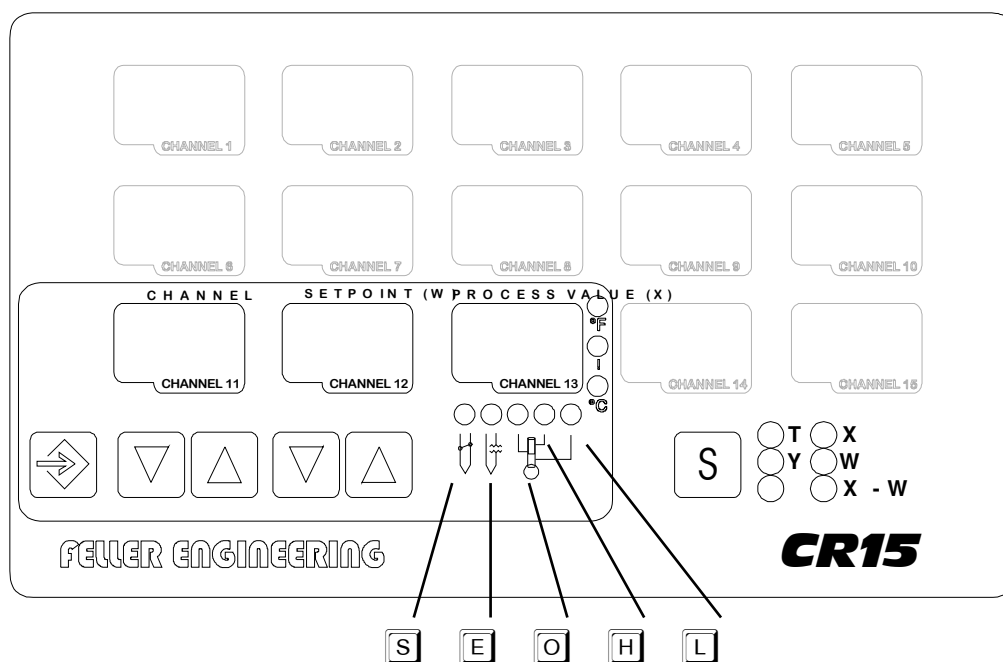 CHANNEL 1 CHANNEL 2 CHANNEL 3 CHANNEL 4 CHANNEL 5
CHANNEL 6 CHANNEL 7 CHANNEL 8 CHANNEL 9 CHANNEL 10
CHANNEL SETPOINT (W) PROCESS VALUE (X)
°F
I
CHANNEL 11 CHANNEL 12 CHANNEL 13 CHANNEL 14 CHANNEL 15
°C
S
T X
Y W
X - W
FELLER ENGINEERING CR15
S E O H L